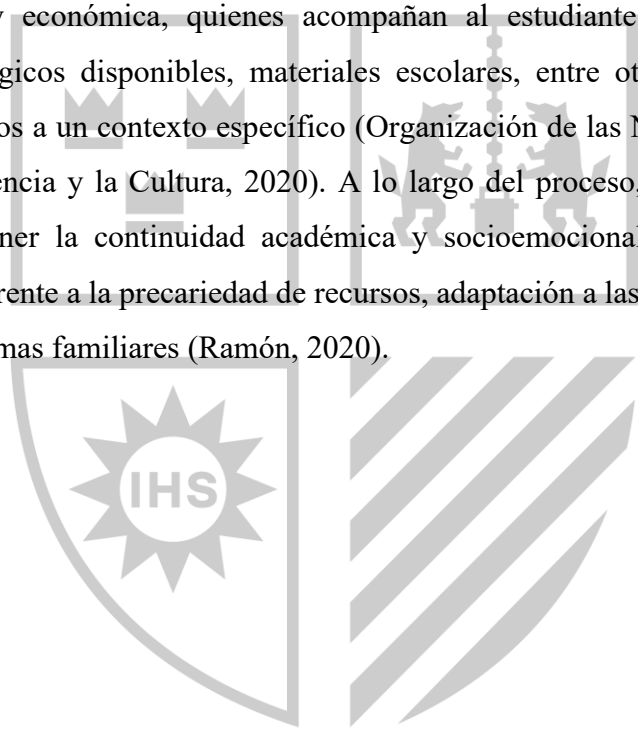 y económica, quienes acompañan al estudiante
gicos disponibles, materiales escolares, entre ot
os a un contexto específico (Organización de las N
encia y la Cultura, 2020). A lo largo del proceso,
ner la continuidad académica y socioemocional
rente a la precariedad de recursos, adaptación a las
mas familiares (Ramón, 2020).
IHS